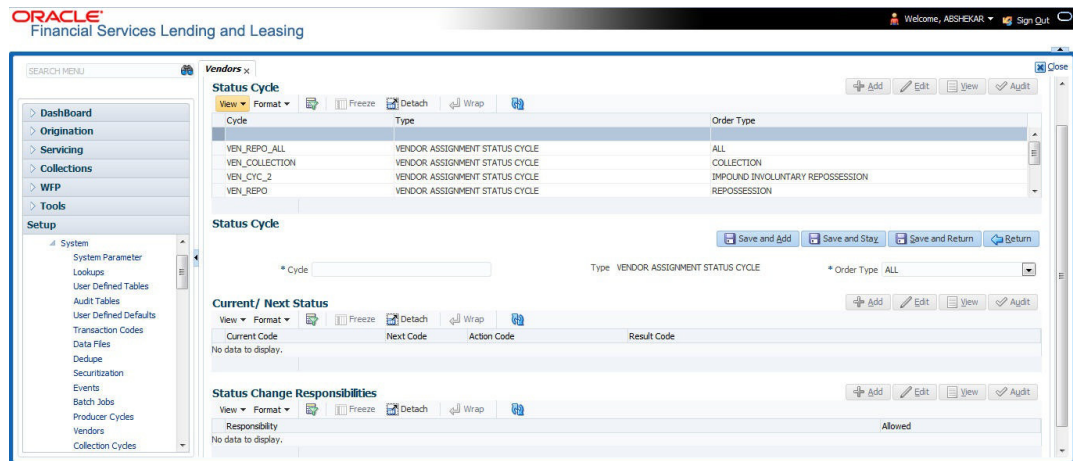 ORACLE
Financial Services Lending and Leasing
Welcome, ABSHEKAR
Sign Out
SEARCH MENU
DashBoard
Origination
Servicing
Collections
WFP
Tools
Setup
System
System Parameter
Lookups
User Defined Tables
Audit Tables
User Defined Defaults
Transaction Codes
Data Files
Dedupe
Securitization
Events
Batch Jobs
Producer Cycles
Vendors
Collection Cycles
Vendors x
Close
Status Cycle
Add Edit View Audit
View Format Freeze Detach Wrap
Cycle Type Order Type
VEN_REPO_ALL VENDOR ASSIGNMENT STATUS CYCLE ALL
VEN_COLLECTION VENDOR ASSIGNMENT STATUS CYCLE COLLECTION
VEN_CYC_2 VENDOR ASSIGNMENT STATUS CYCLE IMPOUND INVOLUNTARY REPOSSESSION
VEN_REPO VENDOR ASSIGNMENT STATUS CYCLE REPOSSESSION
Status Cycle
Save and Add Save and Stay Save and Return Return
* Cycle Type VENDOR ASSIGNMENT STATUS CYCLE * Order Type ALL
Current/ Next Status
Add Edit View Audit
View Format Freeze Detach Wrap
Current Code Next Code Action Code Result Code
No data to display.
Status Change Responsibilities
Add Edit View Audit
View Format Freeze Detach Wrap
Responsibility Allowed
No data to display.